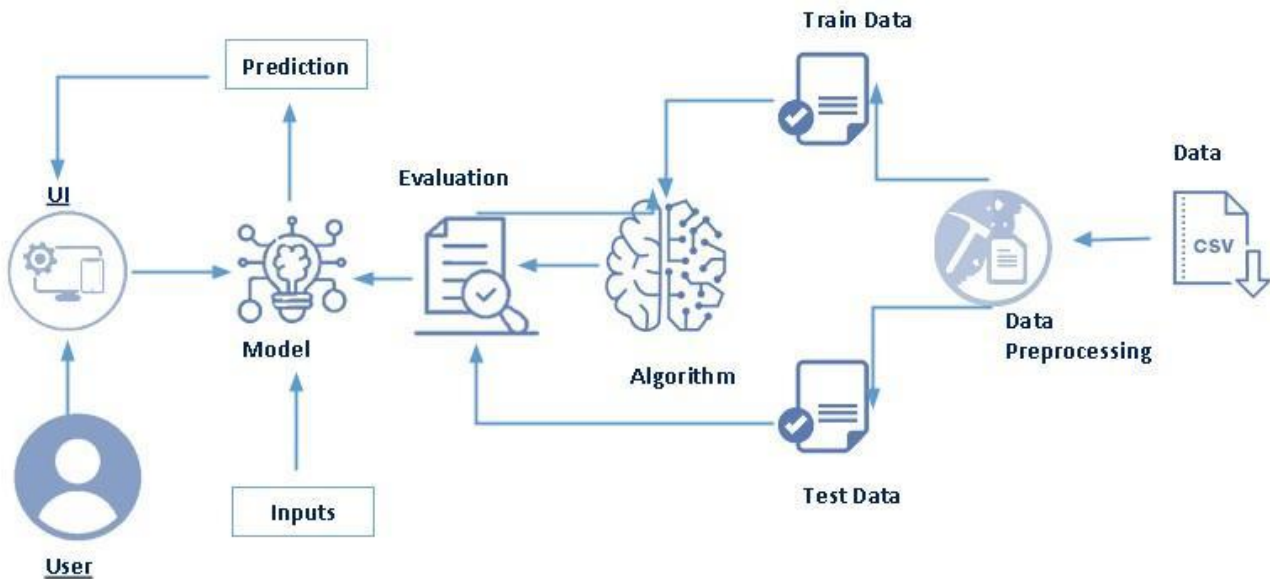 Train Data
Prediction
Data
Evaluation
UI
CSV
Model
Data
Preprocessing
Algorithm
Inputs
Test Data
User